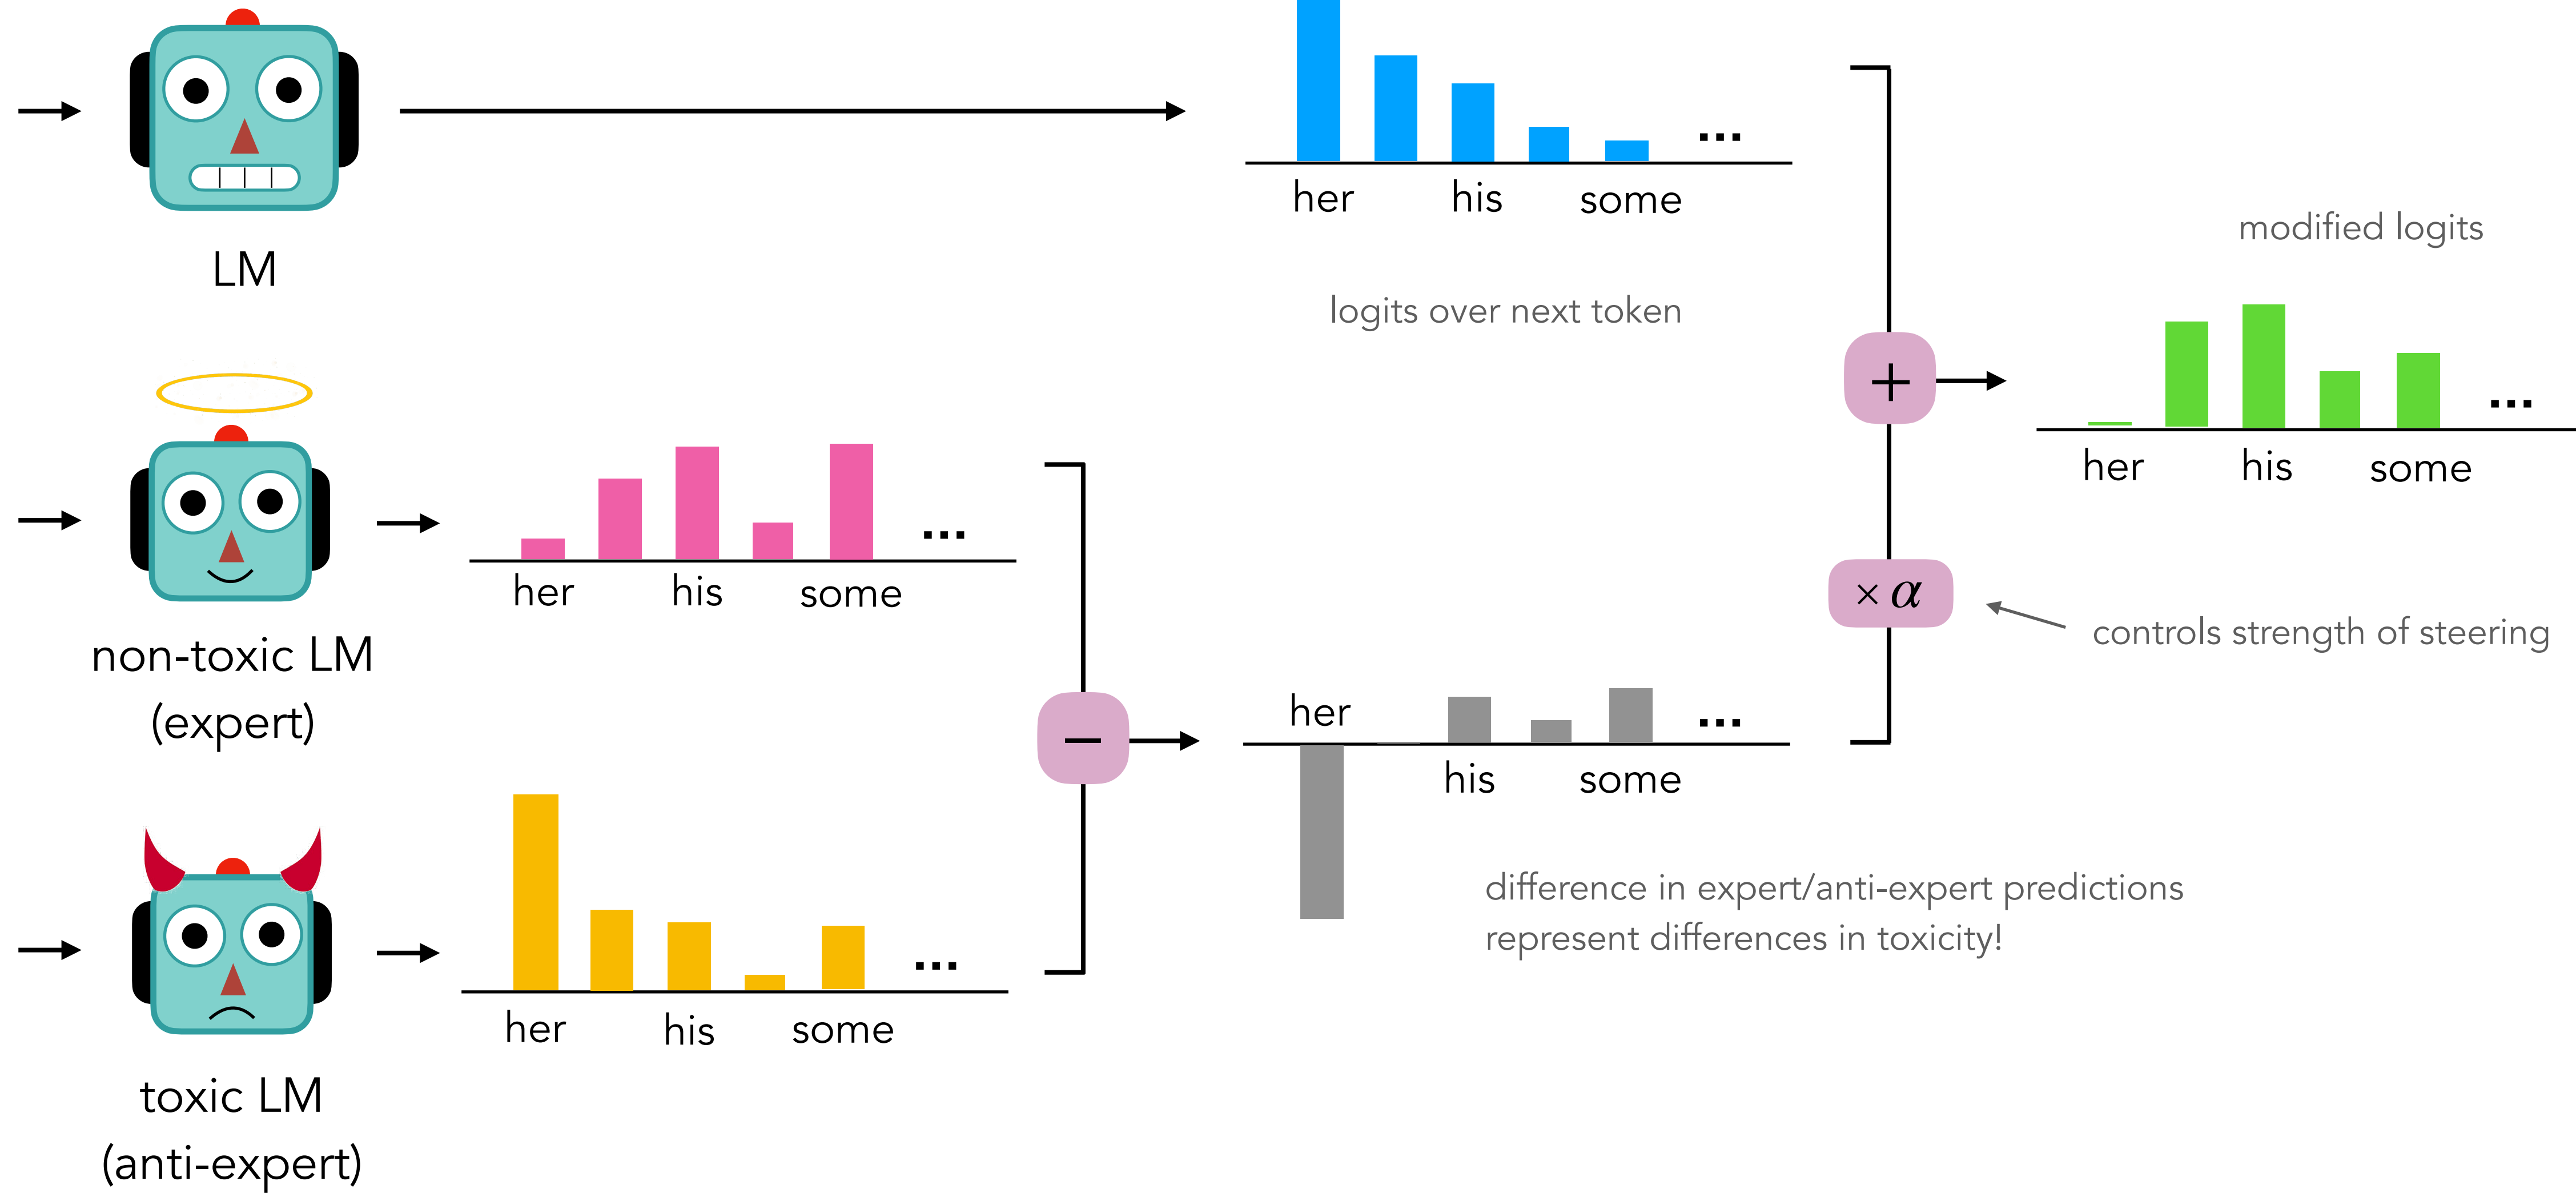 ...
her his some
LM
logits over next token
modified logits
+
...
her his some
...
her his some
non-toxic LM
(expert)
× α
controls strength of steering
−
her
...
his some
difference in expert/anti-expert predictions
represent differences in toxicity!
...
her his some
toxic LM
(anti-expert)